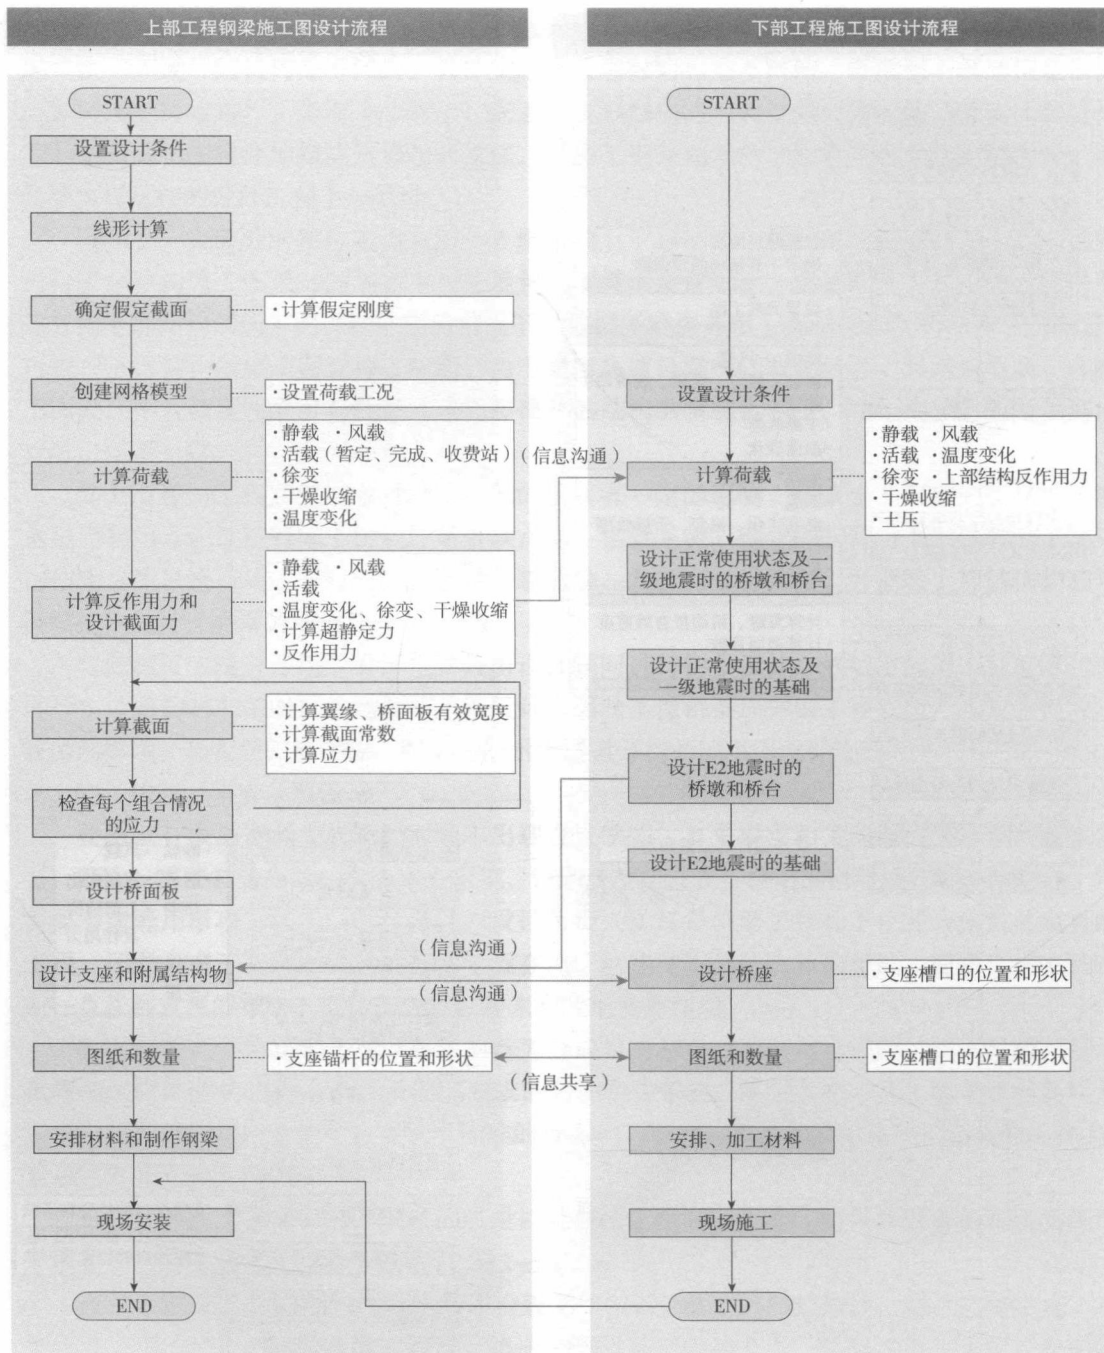 上部工程钢梁施工图设计流程
START
设置设计条件
线形计算
确定假定截面
·计算假定刚度
创建网格模型
·设置荷载工况
计算荷载
·静载 ·风载
·活载（暂定、完成、收费站）
·徐变
·干燥收缩
·温度变化
计算反作用力和
设计截面力
·静载 ·风载
·活载
·温度变化、徐变、干燥收缩
·计算超静定力
·反作用力
计算截面
·计算翼缘、桥面板有效宽度
·计算截面常数
·计算应力
检查每个组合情况
的应力
设计桥面板
设计支座和附属结构物
图纸和数量
·支座锚杆的位置和形状
安排材料和制作钢梁
现场安装
END
（信息沟通）
（信息沟通）
（信息沟通）
（信息共享）
下部工程施工图设计流程
START
设置设计条件
计算荷载
·静载 ·风载
·活载 ·温度变化
·徐变 ·上部结构反作用力
·干燥收缩
·土压
设计正常使用状态及一
级地震时的桥墩和桥台
设计正常使用状态及
一级地震时的基础
设计E2地震时的
桥墩和桥台
设计E2地震时的基础
设计桥座
·支座槽口的位置和形状
图纸和数量
·支座槽口的位置和形状
安排、加工材料
现场施工
END